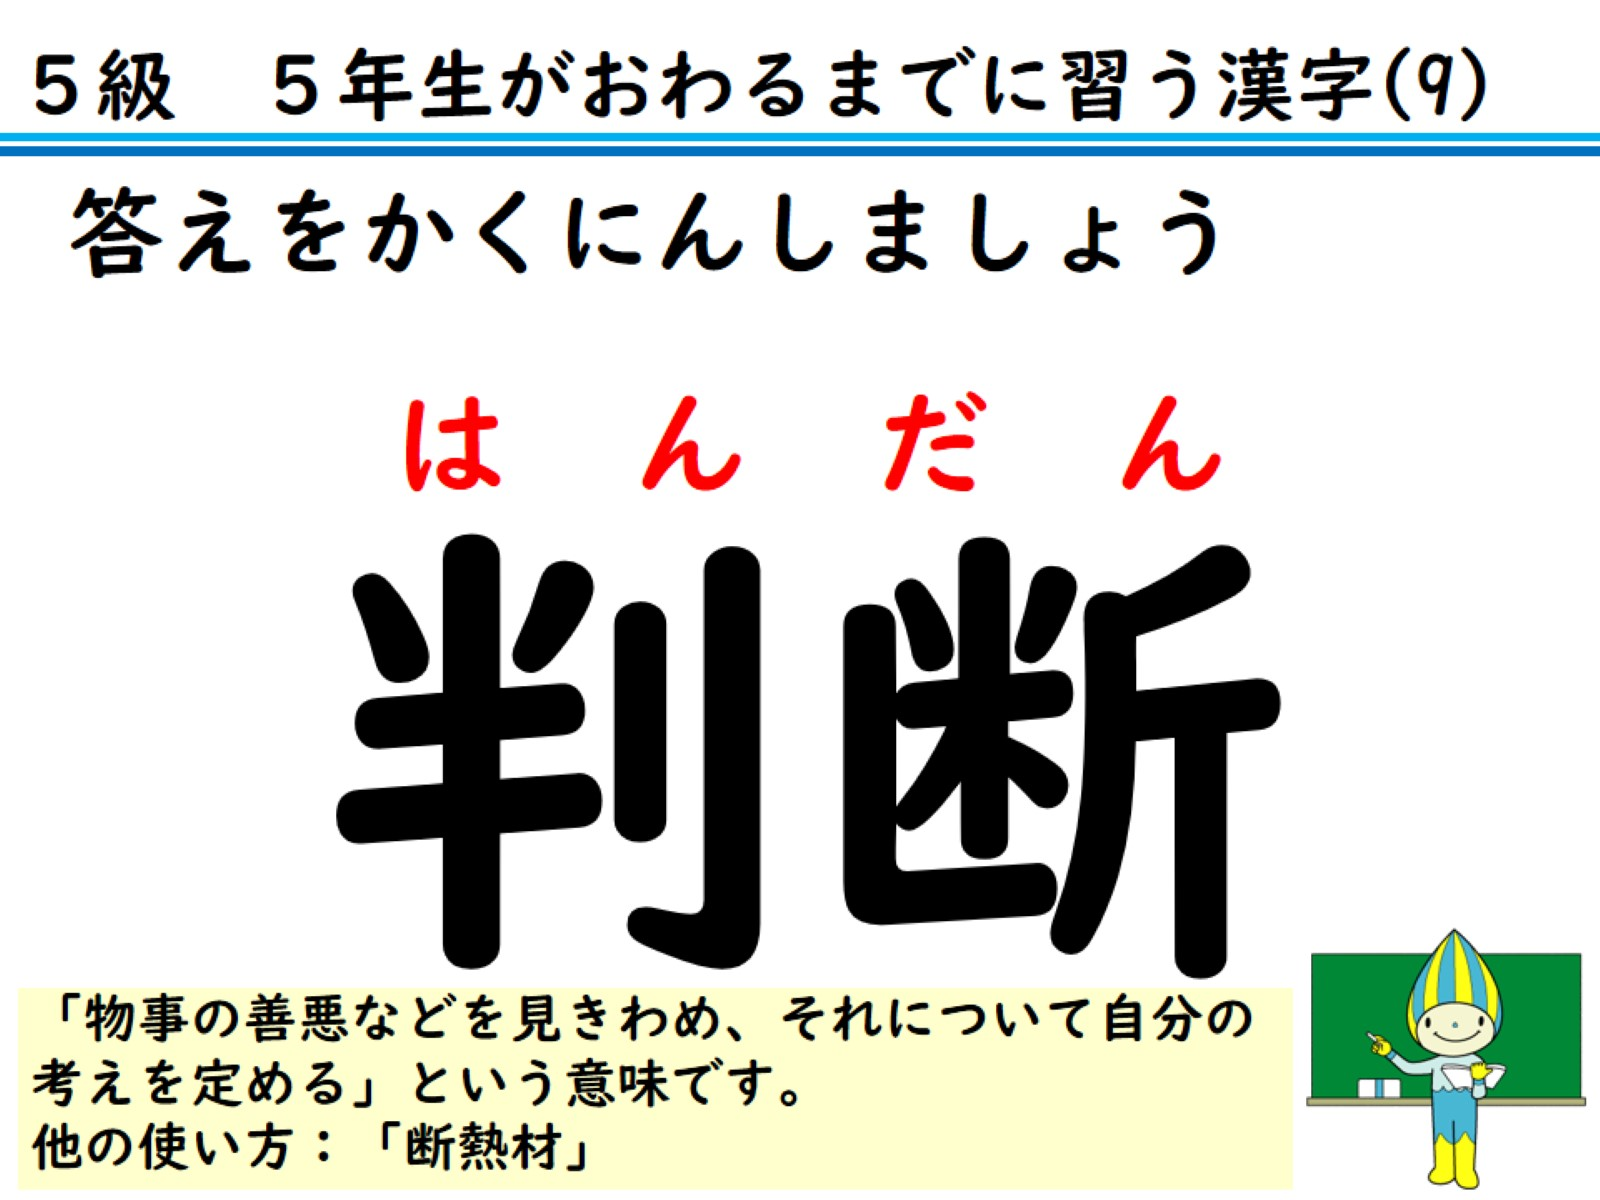 ５級　５年生がおわるまでに習う漢字(9)
答えをかくにんしましょう
はんだん
判断
「物事の善悪などを見きわめ、それについて自分の
考えを定める」という意味です。
他の使い方：「断熱材」